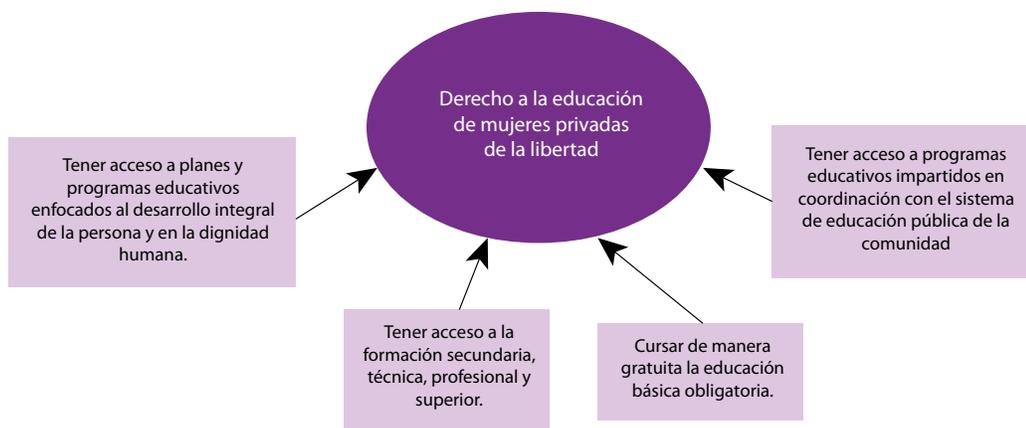 Derecho a la educación
de mujeres privadas
de la libertad
Tener acceso a planes y
programas educativos
enfocados al desarrollo integral
de la persona y en la dignidad
humana.
Tener acceso a la
formación secundaria,
técnica, profesional y
superior.
Cursar de manera
gratuita la educación
básica obligatoria.
Tener acceso a programas
educativos impartidos en
coordinación con el sistema
de educación pública de la
comunidad